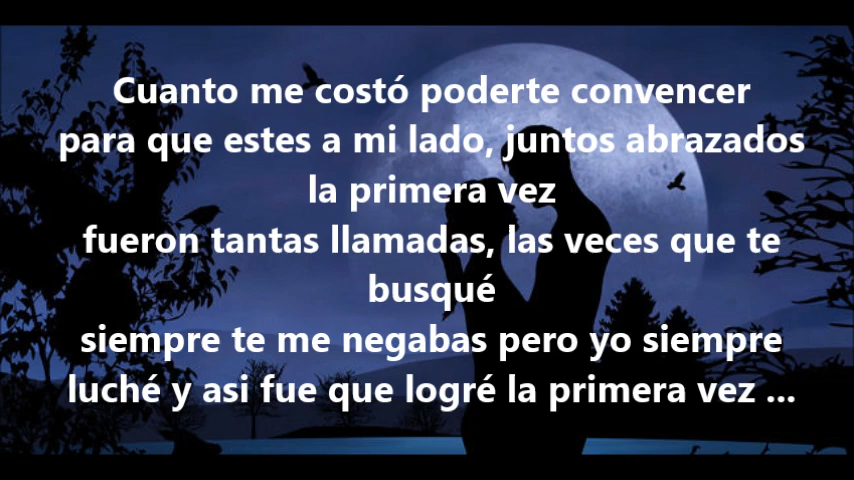 Cuanto me costó poderte convencer
para que estes a mi lado, juntos abrazados
la primera vez
fueron tantas llamadas, las veces que te
busqué
siempre te me negabas pero yo siempre
luché y asi fue que logré la primera vez ...